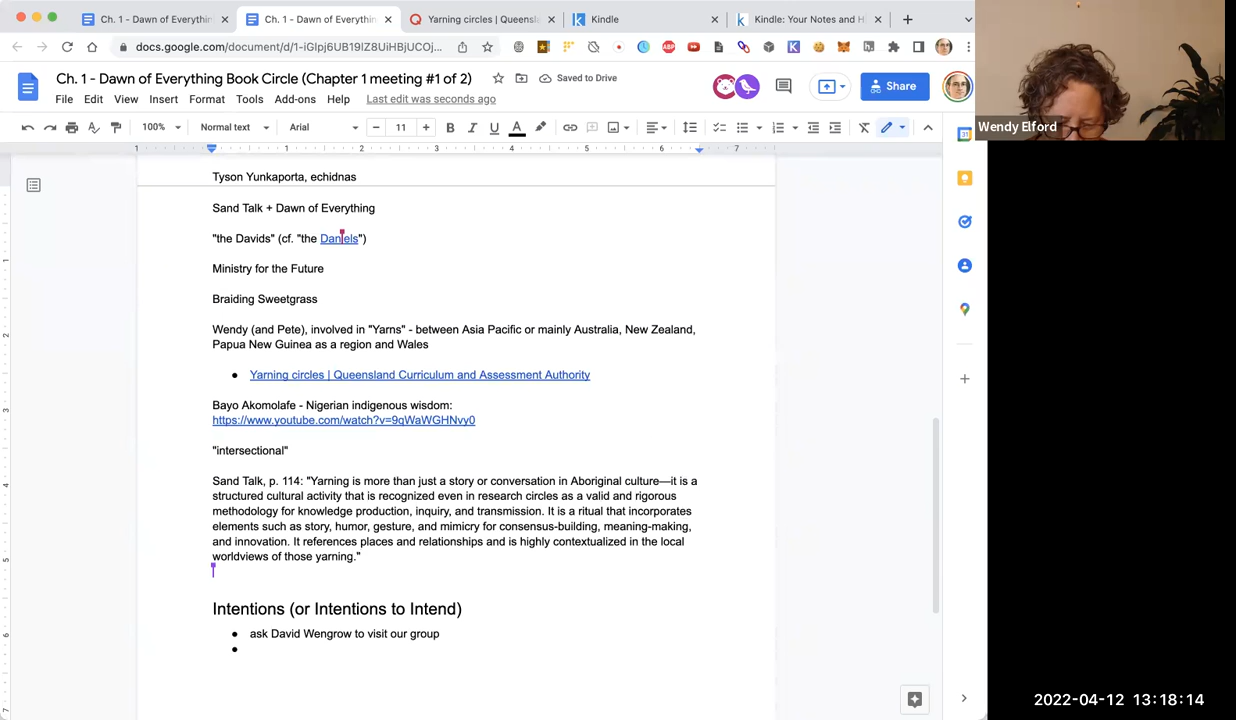 Ch. 1 - Dawn of Everythin
Ch. 1 - Dawn of Everythin
Yarning circles | Queensl
Kindle
Kindle: Your Notes and H
docs.google.com/document/d/1-iGlpj6UB19IZ8UiHBjUCOj...
Ch. 1 - Dawn of Everything Book Circle (Chapter 1 meeting #1 of 2)
Saved to Drive
File Edit View Insert Format Tools Add-ons Help Last edit was seconds ago
Share
Wendy Elford
100% Normal text Arial 11 B I U A
1 1 2 3 4 5 6 7
Tyson Yunkaporta, echidnas
Sand Talk + Dawn of Everything
"the Davids" (cf. "the Daniels")
Ministry for the Future
Braiding Sweetgrass
Wendy (and Pete), involved in "Yarns" - between Asia Pacific or mainly Australia, New Zealand,
Papua New Guinea as a region and Wales
Yarning circles | Queensland Curriculum and Assessment Authority
Bayo Akomolafe - Nigerian indigenous wisdom:
https://www.youtube.com/watch?v=9qWaWGHNvy0
"intersectional"
Sand Talk, p. 114: "Yarning is more than just a story or conversation in Aboriginal culture—it is a
structured cultural activity that is recognized even in research circles as a valid and rigorous
methodology for knowledge production, inquiry, and transmission. It is a ritual that incorporates
elements such as story, humor, gesture, and mimicry for consensus-building, meaning-making,
and innovation. It references places and relationships and is highly contextualized in the local
worldviews of those yarning."
Intentions (or Intentions to Intend)
ask David Wengrow to visit our group
2022-04-12 13:18:14